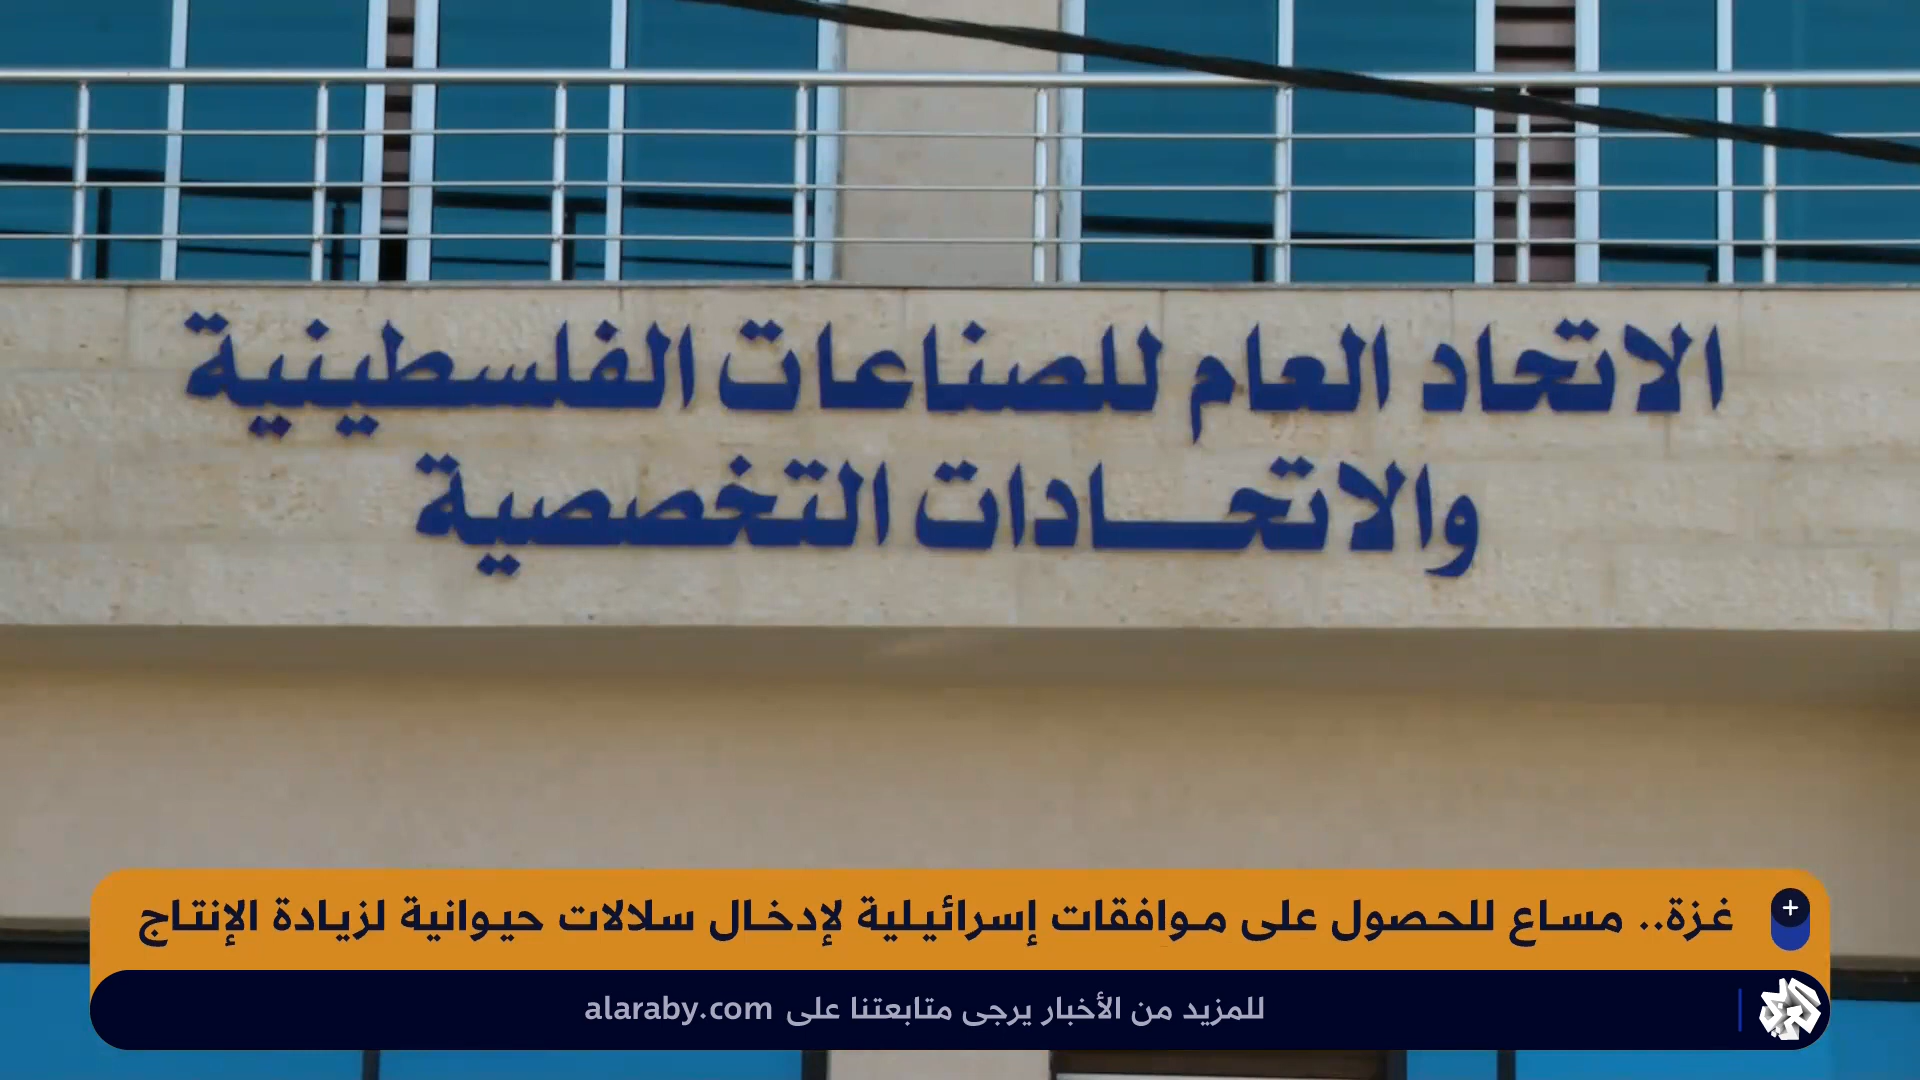 الاتحاد العام للصناعات الفلسطينية
والاتحـــادات التخصصية
غزة.. مساع للحصول على موافقات إسرائيلية لإدخال سلالات حيوانية لزيادة الإنتاج
للمزيد من الأخبار يرجى متابعتنا على alaraby.com